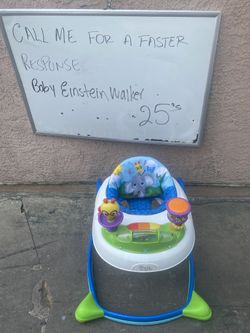 CALL ME FOR A FASTER
RESPONSE
Baby Einstein Walker
25$